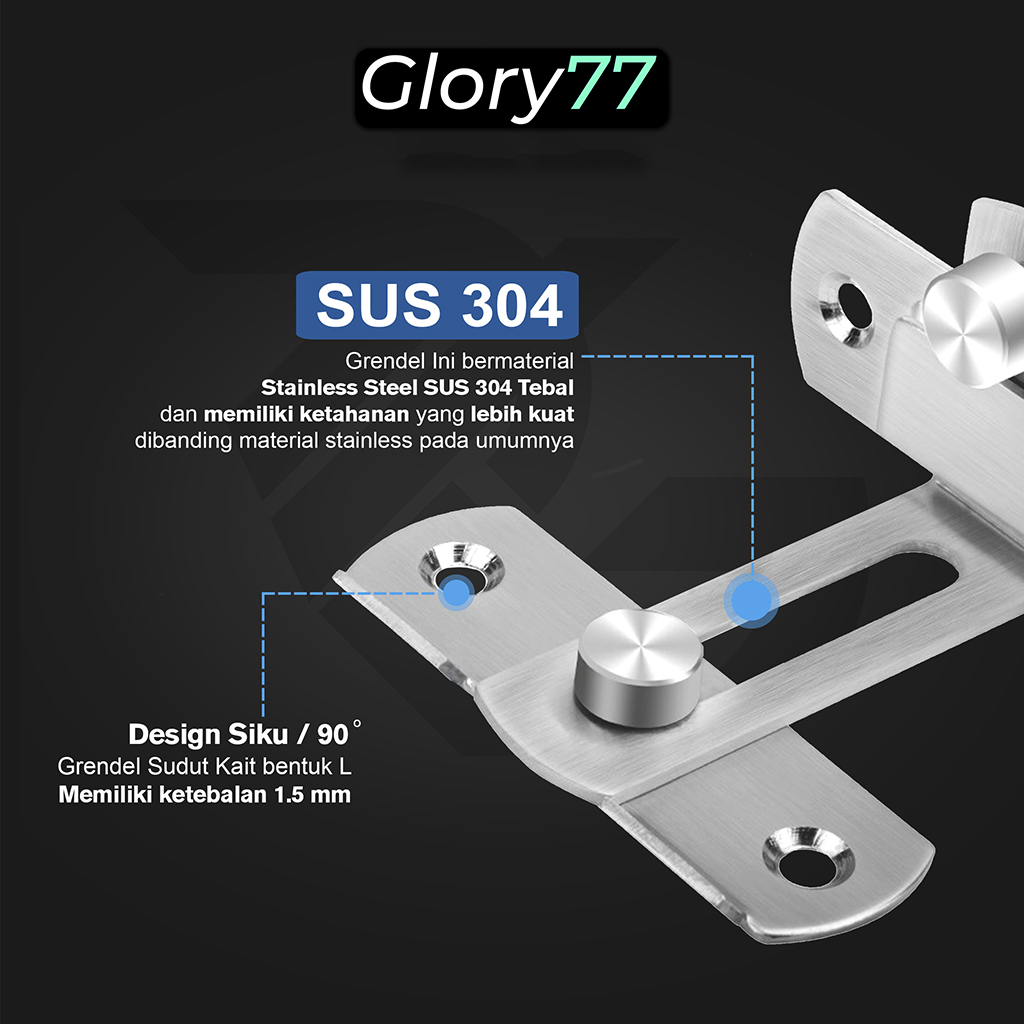 Glory77
SUS 304
Grendel Ini bermaterial
Stainless Steel SUS 304 Tebal
dan memiliki ketahanan yang lebih kuat
dibanding material stainless pada umumnya
Design Siku / 90°
Grendel Sudut Kait bentuk L
Memiliki ketebalan 1.5 mm